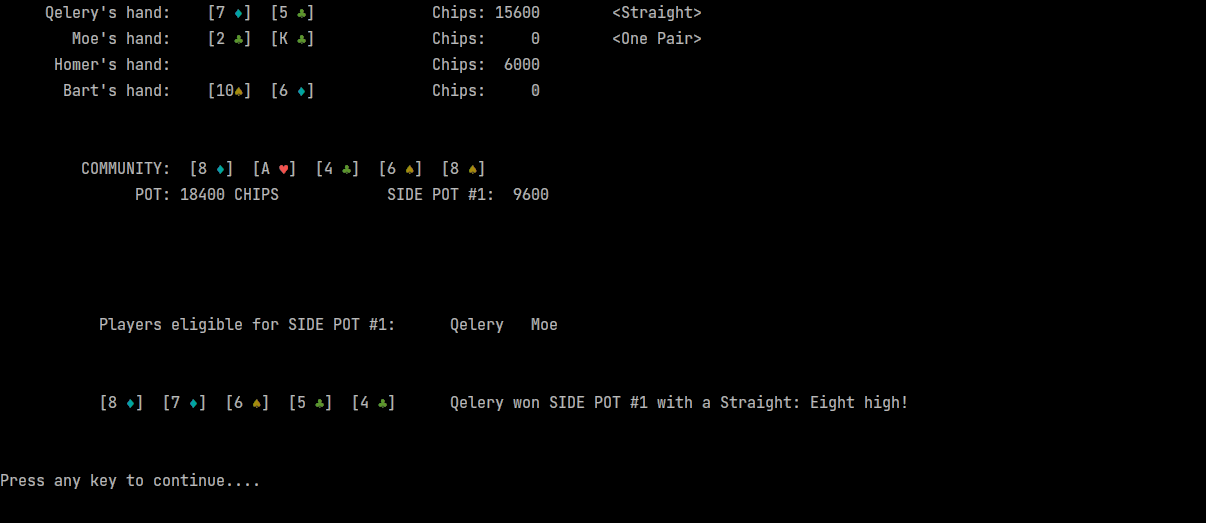 Qelery's hand: [7 ♦] [5 ♣] Chips: 15600 <Straight>
Moe's hand: [2 ♣] [K ♣] Chips: 0 <One Pair>
Homer's hand: Chips: 6000
Bart's hand: [10♠] [6 ♦] Chips: 0
COMMUNITY: [8 ♦] [A ♥] [4 ♣] [6 ♠] [8 ♠]
POT: 18400 CHIPS SIDE POT #1: 9600
Players eligible for SIDE POT #1: Qelery Moe
[8 ♦] [7 ♦] [6 ♠] [5 ♣] [4 ♣] Qelery won SIDE POT #1 with a Straight: Eight high!
Press any key to continue....